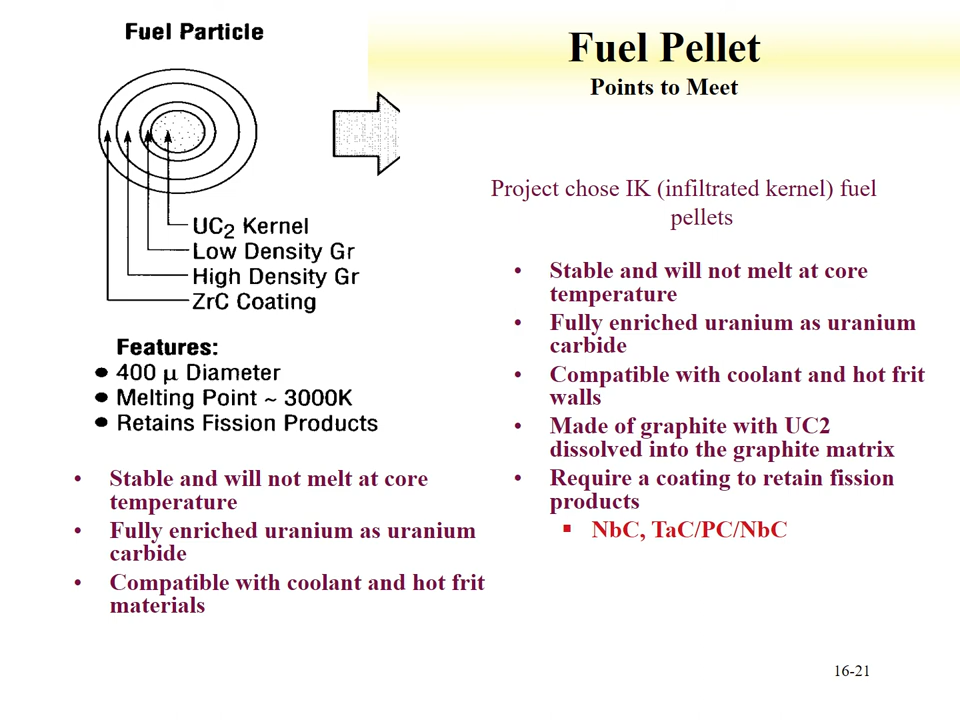 Fuel Particle
UC2 Kernel
Low Density Gr
High Density Gr
ZrC Coating
Features:
● 400 μ Diameter
● Melting Point ~ 3000K
● Retains Fission Products
• Stable and will not melt at core
temperature
• Fully enriched uranium as uranium
carbide
• Compatible with coolant and hot frit
materials
Fuel Pellet
Points to Meet
Project chose IK (infiltrated kernel) fuel
pellets
• Stable and will not melt at core
temperature
• Fully enriched uranium as uranium
carbide
• Compatible with coolant and hot frit
walls
• Made of graphite with UC2
dissolved into the graphite matrix
• Require a coating to retain fission
products
▪ NbC, TaC/PC/NbC
16-21